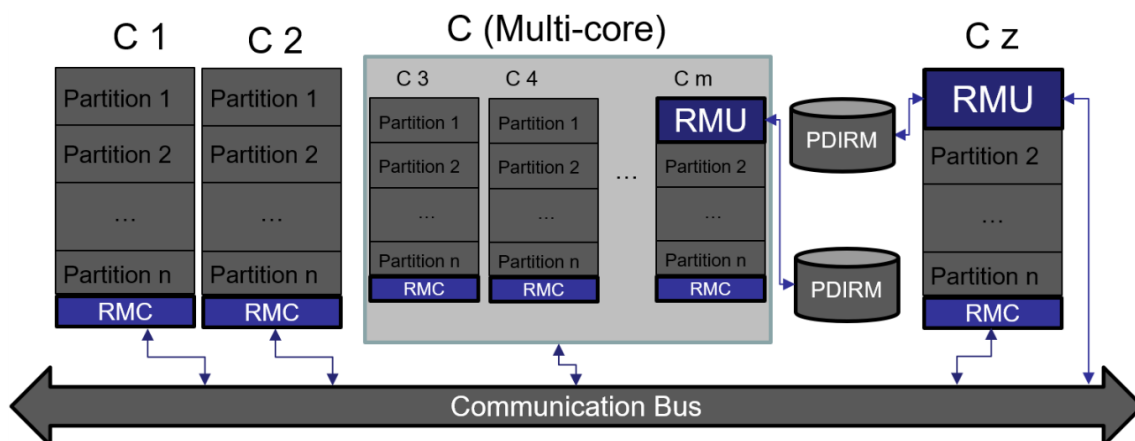 C 1
Partition 1
Partition 2
...
Partition n
RMC
C 2
Partition 1
Partition 2
...
Partition n
RMC
C (Multi-core)
C 3
Partition 1
Partition 2
...
Partition n
RMC
C 4
Partition 1
Partition 2
...
Partition n
RMC
...
C m
RMU
Partition 2
...
Partition n
RMC
PDIRM
PDIRM
C z
RMU
Partition 2
...
Partition n
RMC
Communication Bus